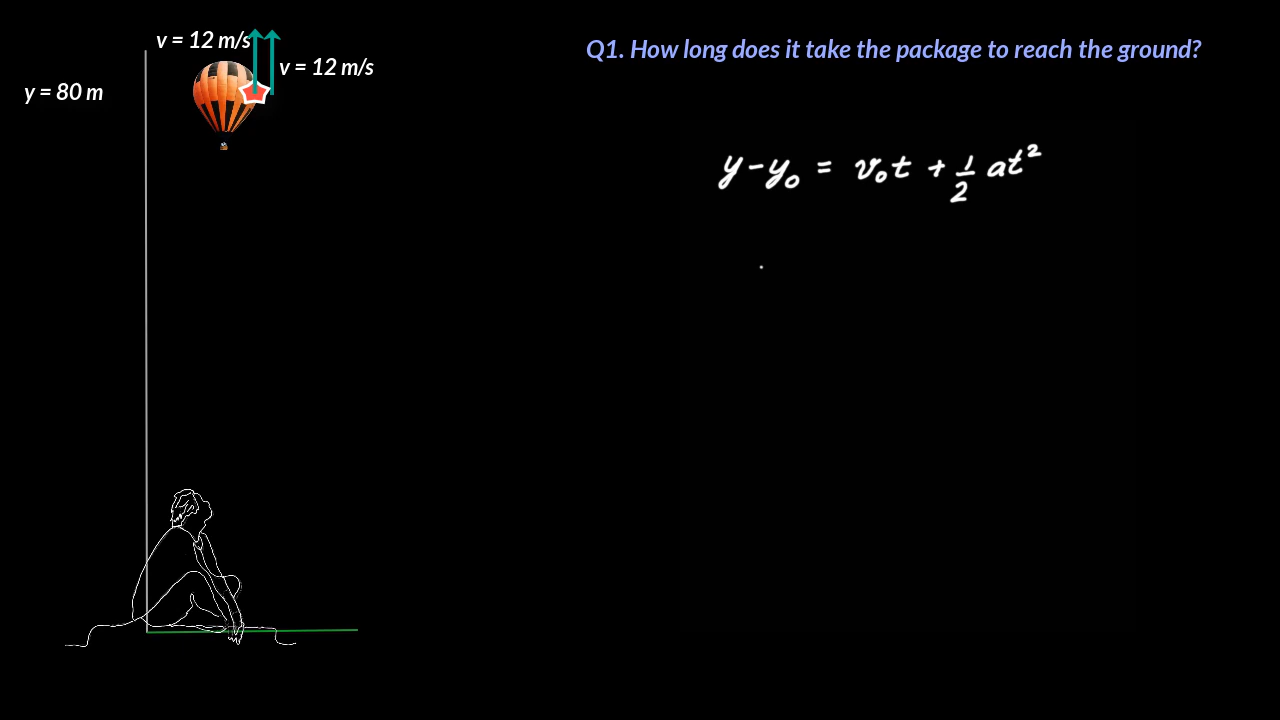 v = 12 m/s
v = 12 m/s
y = 80 m
Q1. How long does it take the package to reach the ground?
y - y₀ = v₀t + ½ at²